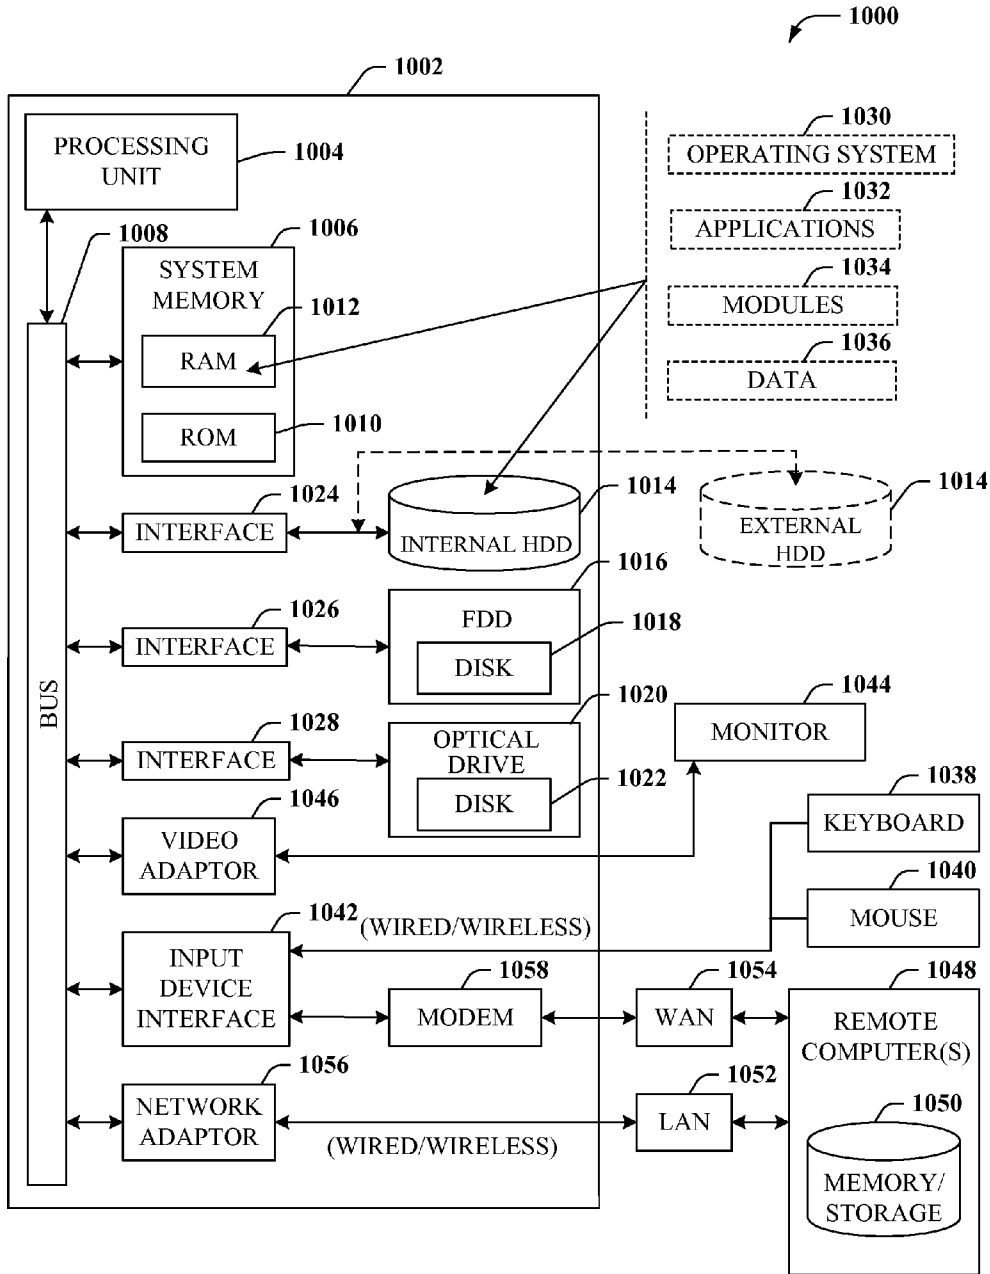 1000
1002
PROCESSING
UNIT
1004
1030
OPERATING SYSTEM
1008
1006
SYSTEM
MEMORY
1032
APPLICATIONS
1012
RAM
1034
MODULES
1010
ROM
1036
DATA
1024
INTERFACE
1014
INTERNAL HDD
1014
EXTERNAL
HDD
1026
INTERFACE
1016
FDD
1018
DISK
BUS
1028
INTERFACE
1020
OPTICAL
DRIVE
1022
DISK
1044
MONITOR
1046
VIDEO
ADAPTOR
1038
KEYBOARD
1040
MOUSE
1042
(WIRED/WIRELESS)
INPUT
DEVICE
INTERFACE
1058
MODEM
1054
WAN
1048
REMOTE
COMPUTER(S)
1056
NETWORK
ADAPTOR
(WIRED/WIRELESS)
1052
LAN
1050
MEMORY/
STORAGE